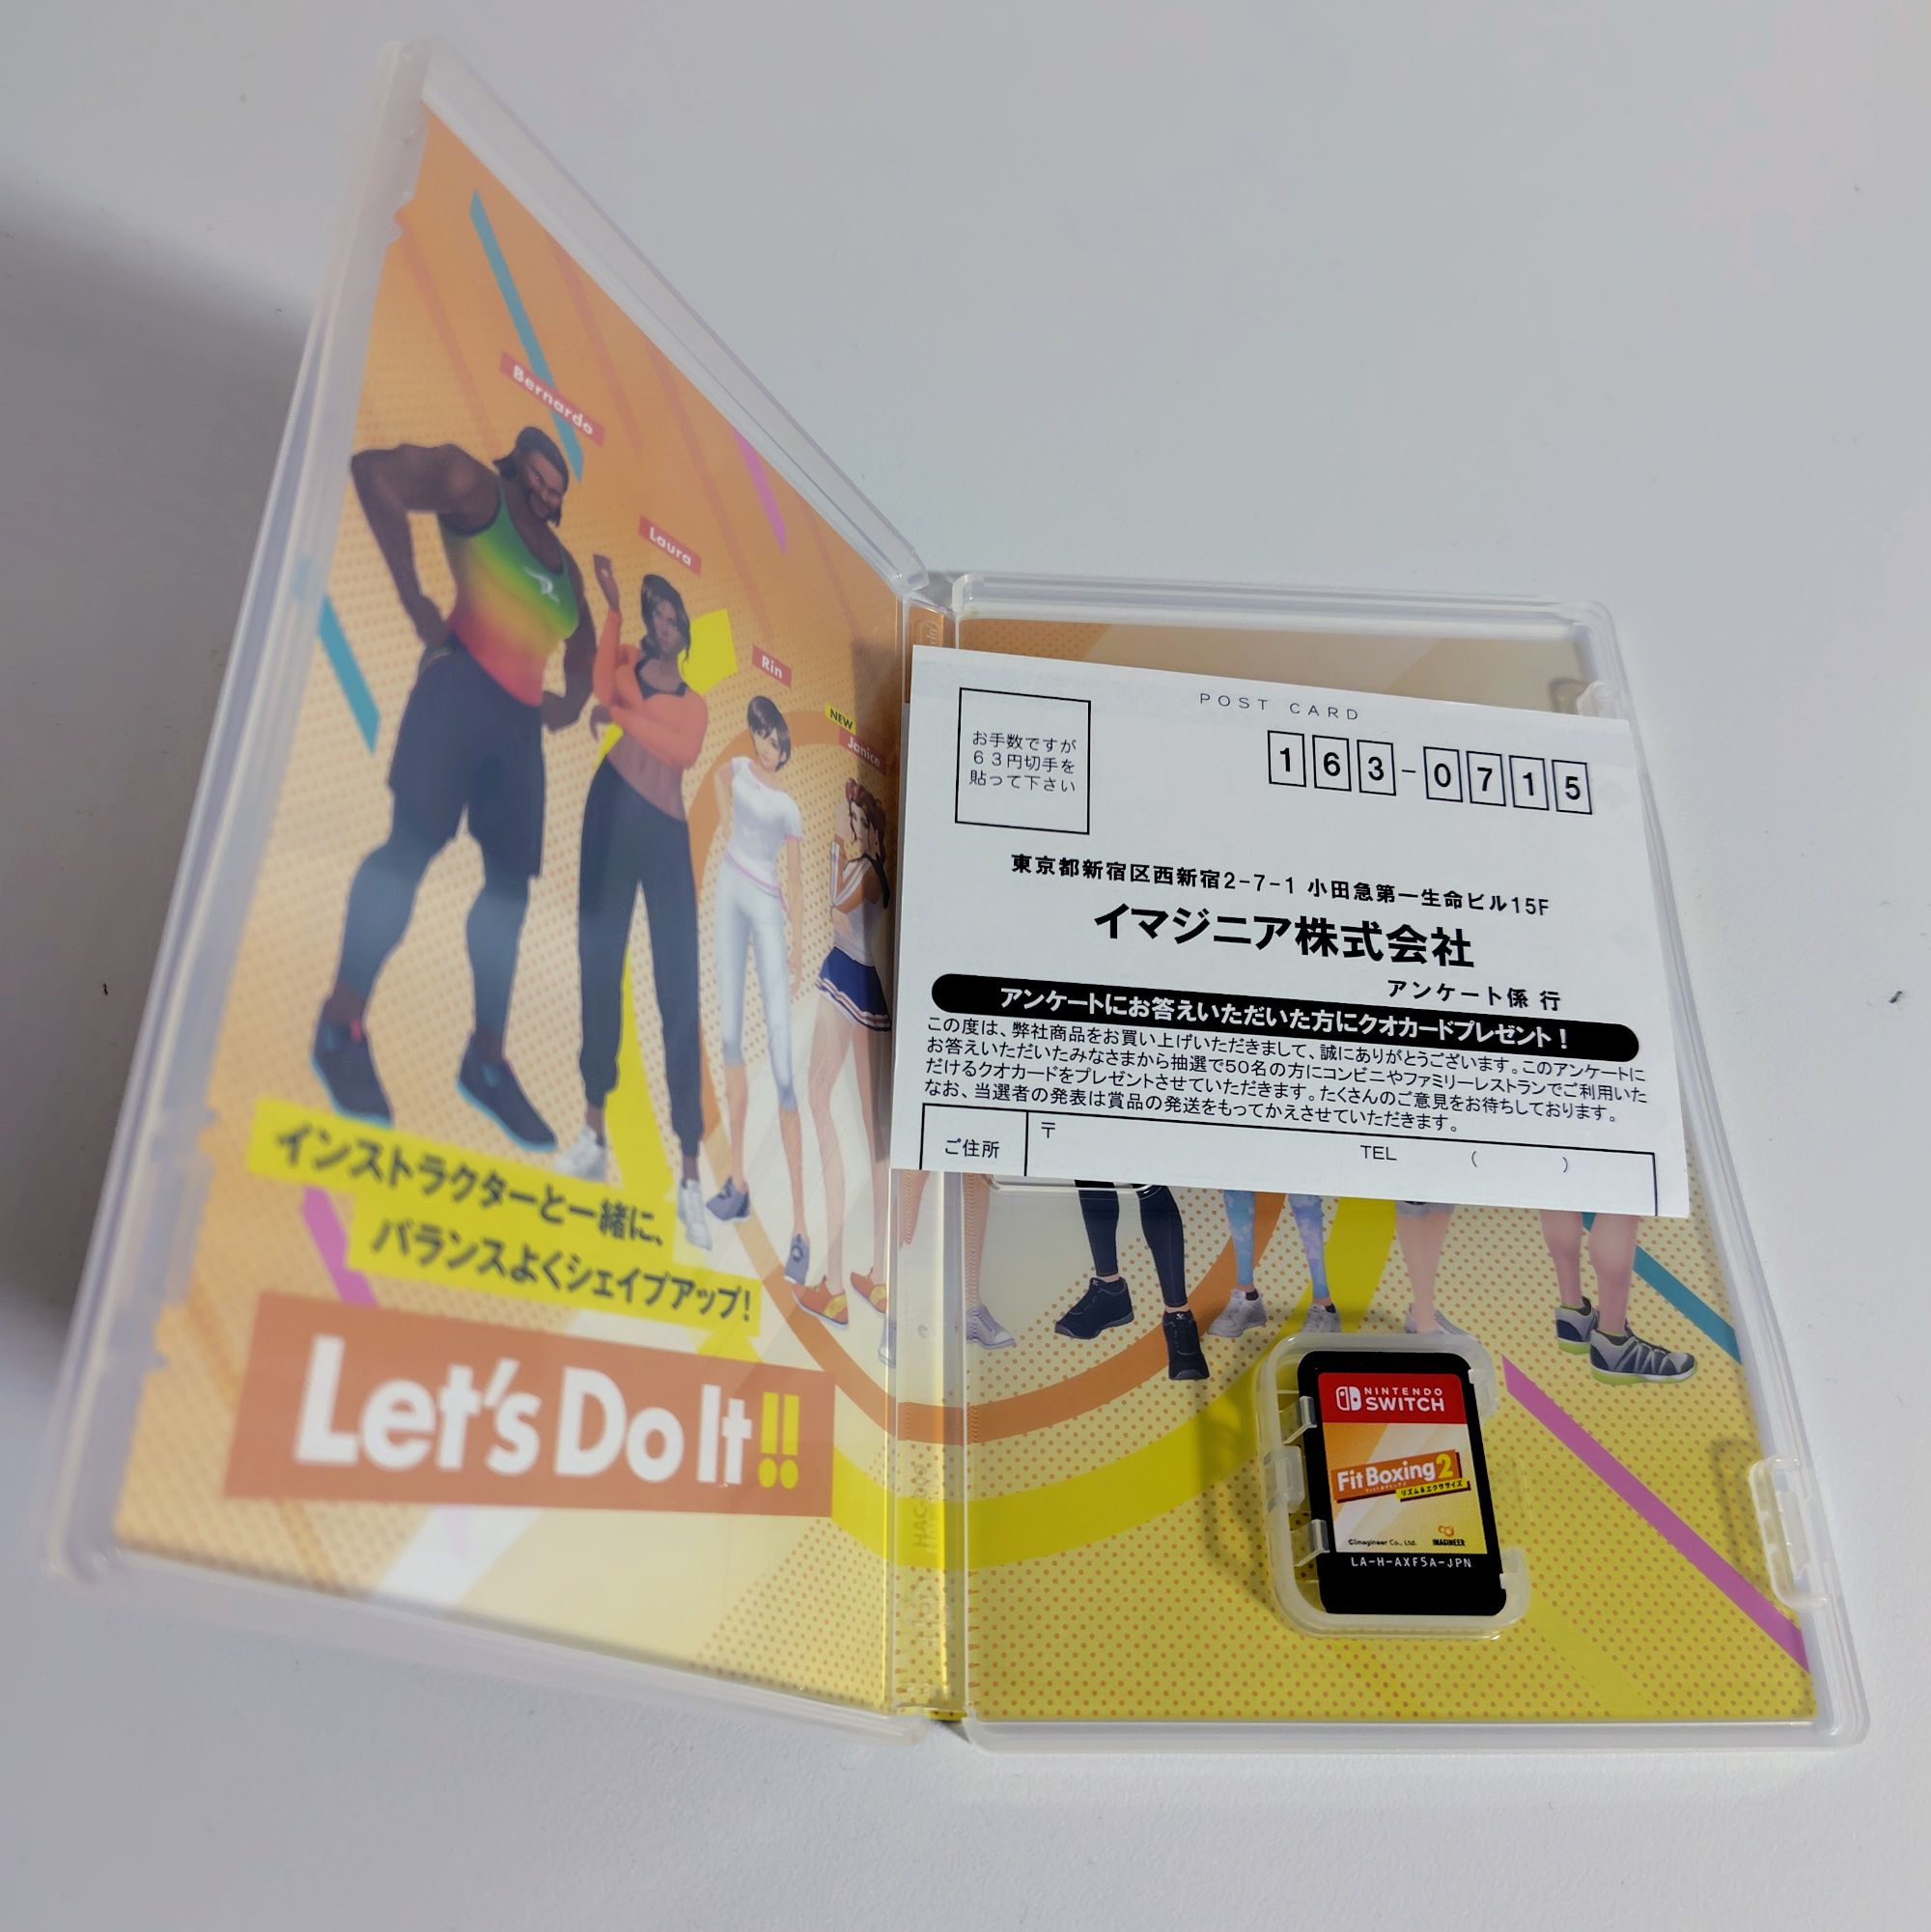 Bernardo
Laura
Rin
NEW
Janice
インストラクターと一緒に、
バランスよくシェイプアップ!
Let's Do It!!
POST CARD
お手数ですが
63円切手を
貼って下さい
163-0715
東京都新宿区西新宿2-7-1 小田急第一生命ビル15F
イマジニア株式会社
アンケート係 行
アンケートにお答えいただいた方にクオカードプレゼント!
この度は、弊社商品をお買い上げいただきまして、誠にありがとうございます。このアンケートに
お答えいただいたみなさまから抽選で50名の方にコンビニやファミリーレストランでご利用いた
だけるクオカードをプレゼントさせていただきます。たくさんのご意見をお待ちしております。
なお、当選者の発表は賞品の発送をもってかえさせていただきます。
ご住所
〒
TEL ( )
NINTENDO
SWITCH
Fit Boxing 2
リズム&エクササイズ
©Imagineer Co., Ltd.
IMAGINEER
LA-H-AXF5A-JPN